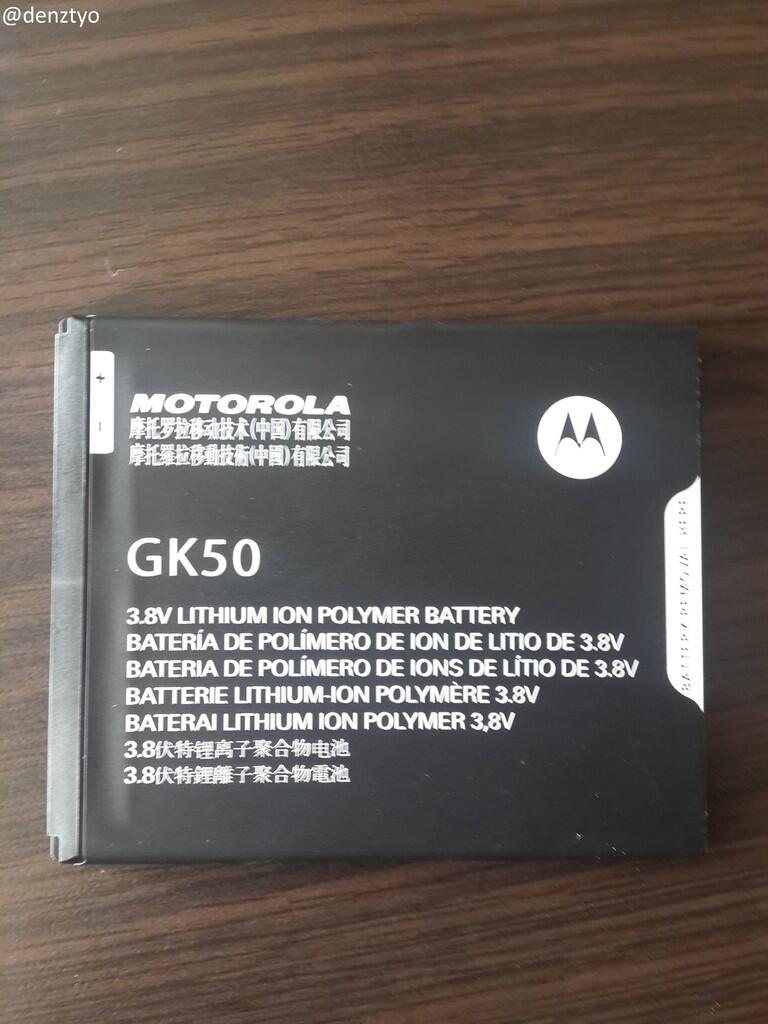 @denztyo
+
-
MOTOROLA
摩托罗拉移动技术(中国)有限公司
摩托羅拉移動技術(中國)有限公司
GK50
3.8V LITHIUM ION POLYMER BATTERY
BATERÍA DE POLÍMERO DE ION DE LITIO DE 3.8V
BATERIA DE POLÍMERO DE IONS DE LÎTIO DE 3.8V
BATTERIE LITHIUM-ION POLYMÈRE 3.8V
BATERAI LITHIUM ION POLYMER 3,8V
3.8伏特锂离子聚合物电池
3.8伏特鋰離子聚合物電池
BATTERY REMOVAL HERE